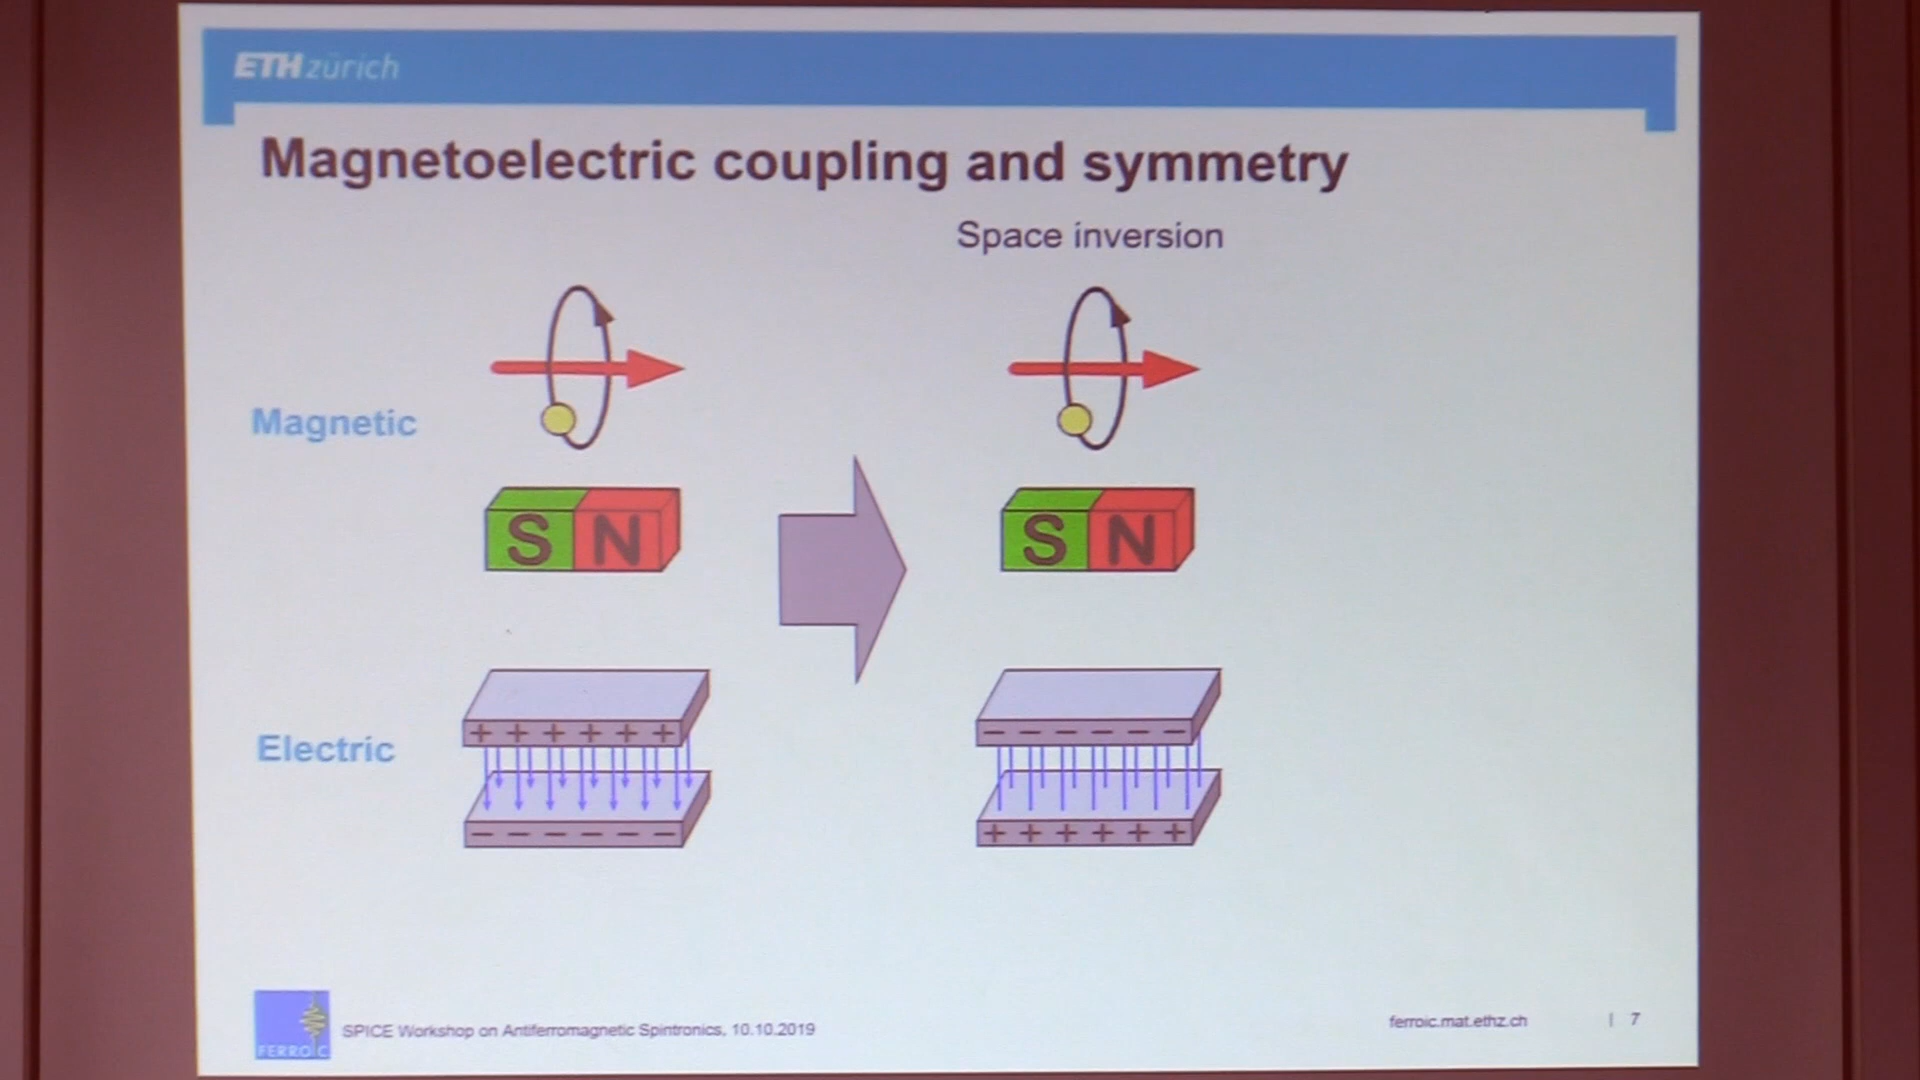 ETH zürich
Magnetoelectric coupling and symmetry
Space inversion
Magnetic
S N
S N
Electric
+ + + + + +
− − − − − −
− − − − − −
+ + + + + +
FERROIC
SPICE Workshop on Antiferromagnetic Spintronics, 10.10.2019
ferroic.mat.ethz.ch | 7